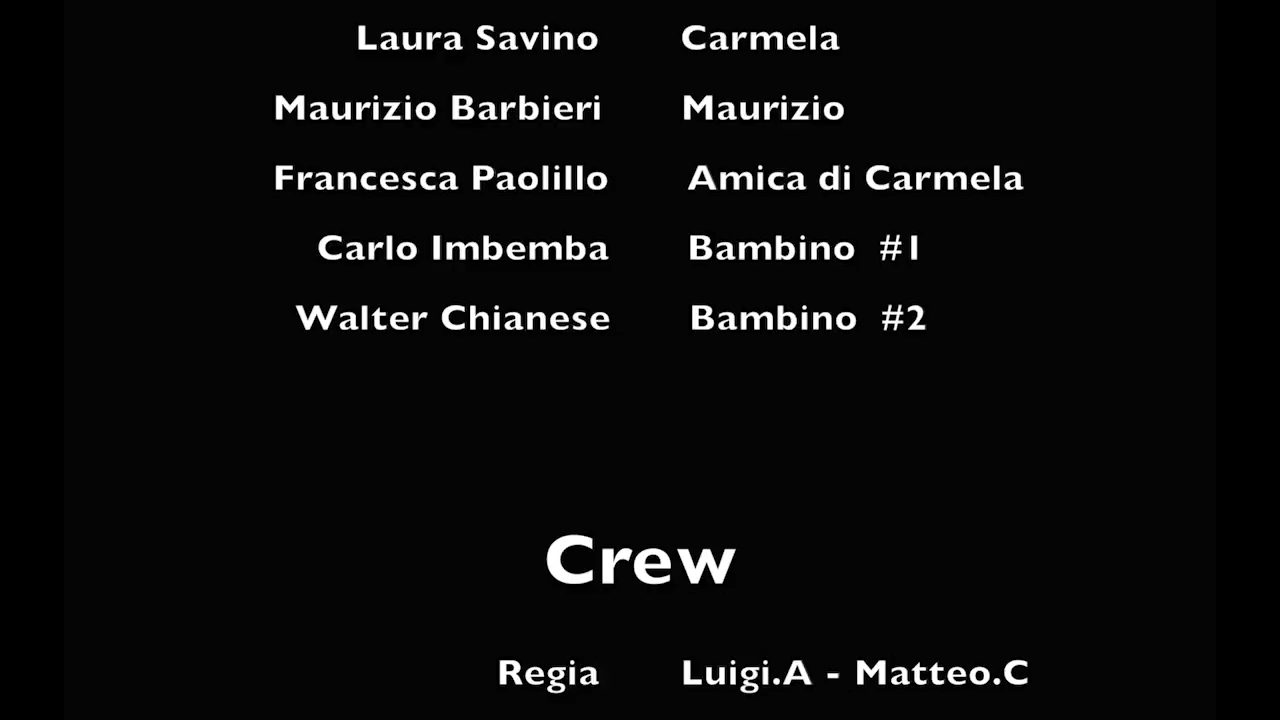 Laura Savino Carmela
Maurizio Barbieri Maurizio
Francesca Paolillo Amica di Carmela
Carlo Imbemba Bambino #1
Walter Chianese Bambino #2
Crew
Regia Luigi.A - Matteo.C